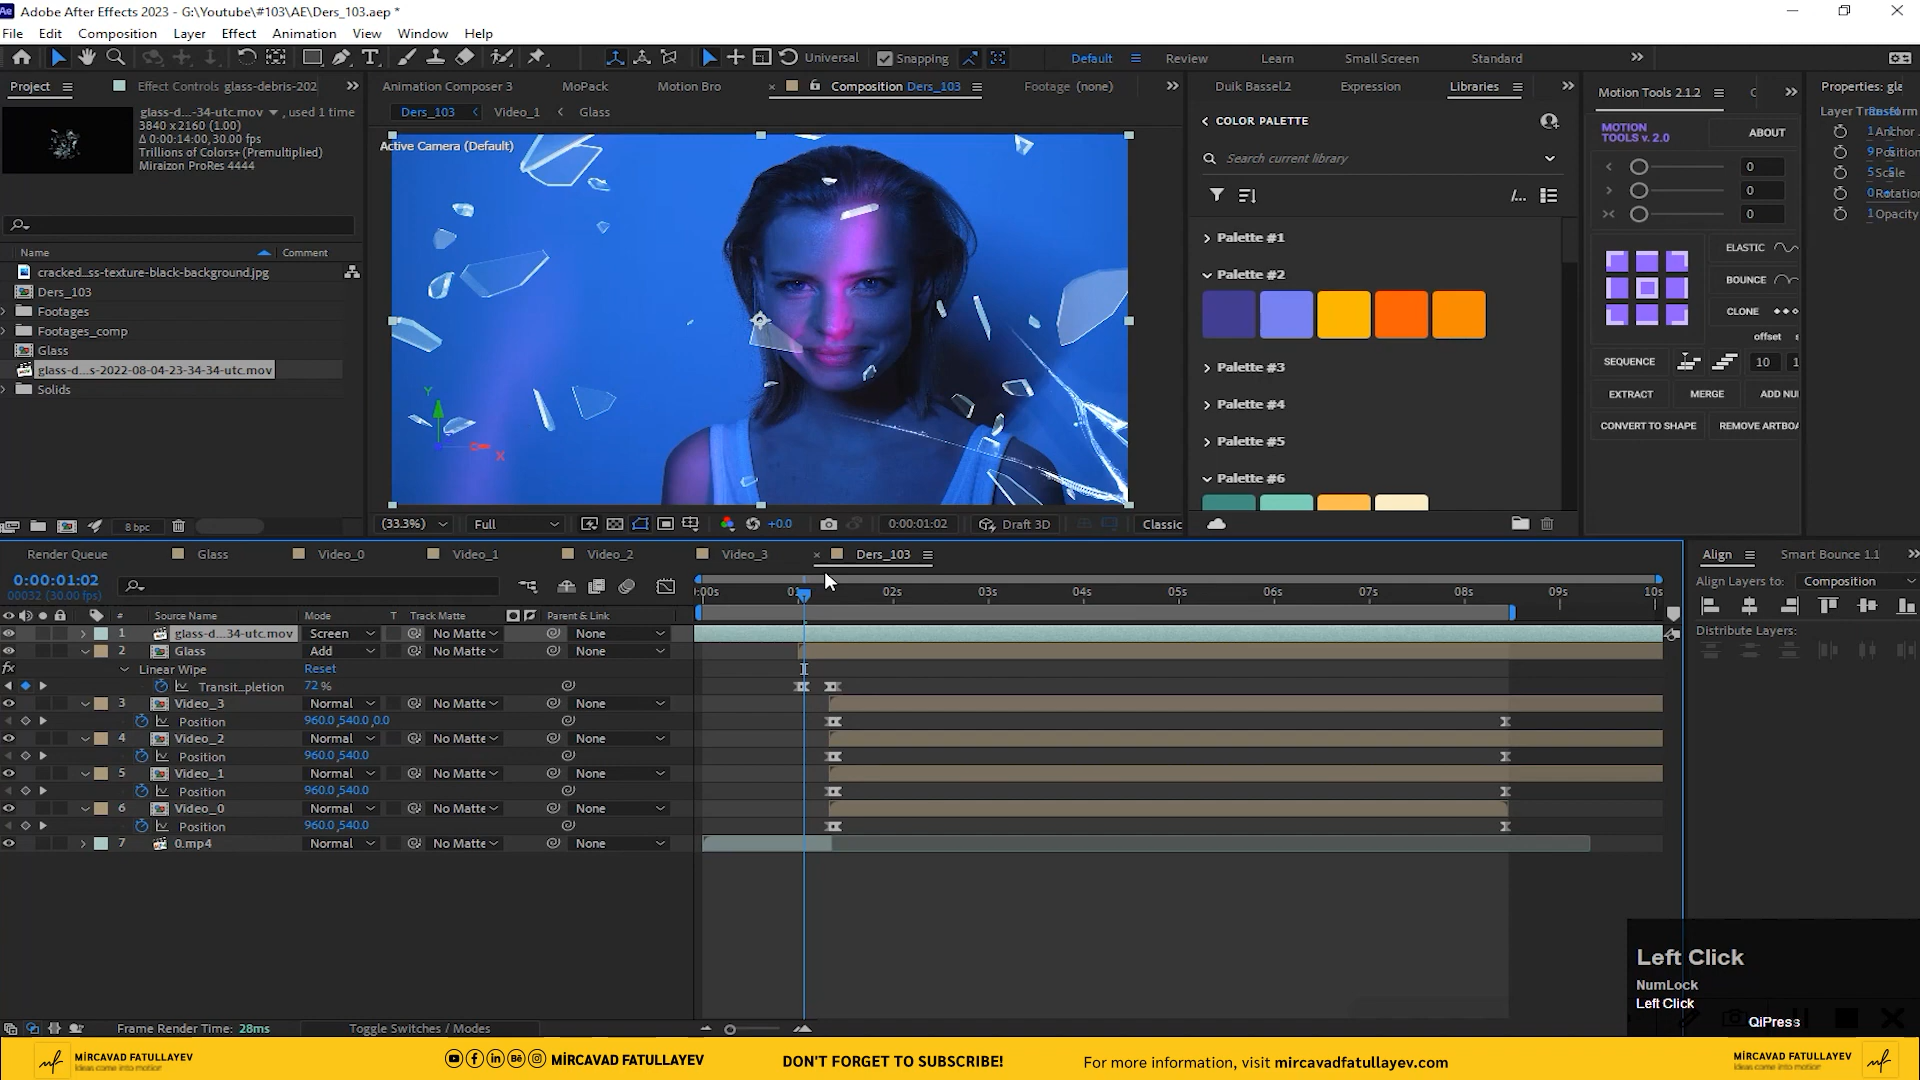 Ae Adobe After Effects 2023 - G:\Youtube\#103\AE\Ders_103.aep *
File Edit Composition Layer Effect Animation View Window Help
Universal Snapping Default Review Learn Small Screen Standard
Project Effect Controls glass-debris-202
glass-d...-34-utc.mov , used 1 time
3840 x 2160 (1.00)
Δ 0:00:14:00, 30.00 fps
Trillions of Colors+ (Premultiplied)
Miraizon ProRes 4444
Name Comment
cracked...ss-texture-black-background.jpg
Ders_103
Footages
Footages_comp
Glass
glass-d...s-2022-08-04-23-34-34-utc.mov
Solids
8 bpc
Animation Composer 3 MoPack Motion Bro Composition Ders_103 Footage (none)
Ders_103 Video_1 Glass
Active Camera (Default)
Y
X
(33.3%) Full +0.0 0:00:01:02 Draft 3D Classic
Duik Bassel.2 Expression Libraries
COLOR PALETTE
Search current library
/...
Palette #1
Palette #2
Palette #3
Palette #4
Palette #5
Palette #6
Motion Tools 2.1.2
MOTION
TOOLS v. 2.0
ABOUT
0
0
0
ELASTIC
BOUNCE
CLONE
offset s
SEQUENCE 10 1
EXTRACT MERGE ADD NUL
CONVERT TO SHAPE REMOVE ARTBOA
Properties: gla
Layer Transform
Anchor
Position
Scale
Rotation
Opacity
Render Queue Glass Video_0 Video_1 Video_2 Video_3 Ders_103
0:00:01:02
00032 (30.00 fps)
:00s 02s 03s 04s 05s 06s 07s 08s 09s 10s
# Source Name Mode T Track Matte Parent & Link
1 glass-d...34-utc.mov Screen No Matte None
2 Glass Add No Matte None
fx Linear Wipe Reset
Transit_pletion 72 %
3 Video_3 Normal No Matte None
Position 960.0,540.0,0.0
4 Video_2 Normal No Matte None
Position 960.0,540.0
5 Video_1 Normal No Matte None
Position 960.0,540.0
6 Video_0 Normal No Matte None
Position 960.0,540.0
7 0.mp4 Normal No Matte None
Frame Render Time: 28ms Toggle Switches / Modes
Align Smart Bounce 1.1
Align Layers to: Composition
Distribute Layers:
Left Click
NumLock
Left Click
QiPress
MİRCAVAD FATULLAYEV
Ideas come into motion
MİRCAVAD FATULLAYEV
DON'T FORGET TO SUBSCRIBE!
For more information, visit mircavadfatullayev.com
MİRCAVAD FATULLAYEV
Ideas come into motion